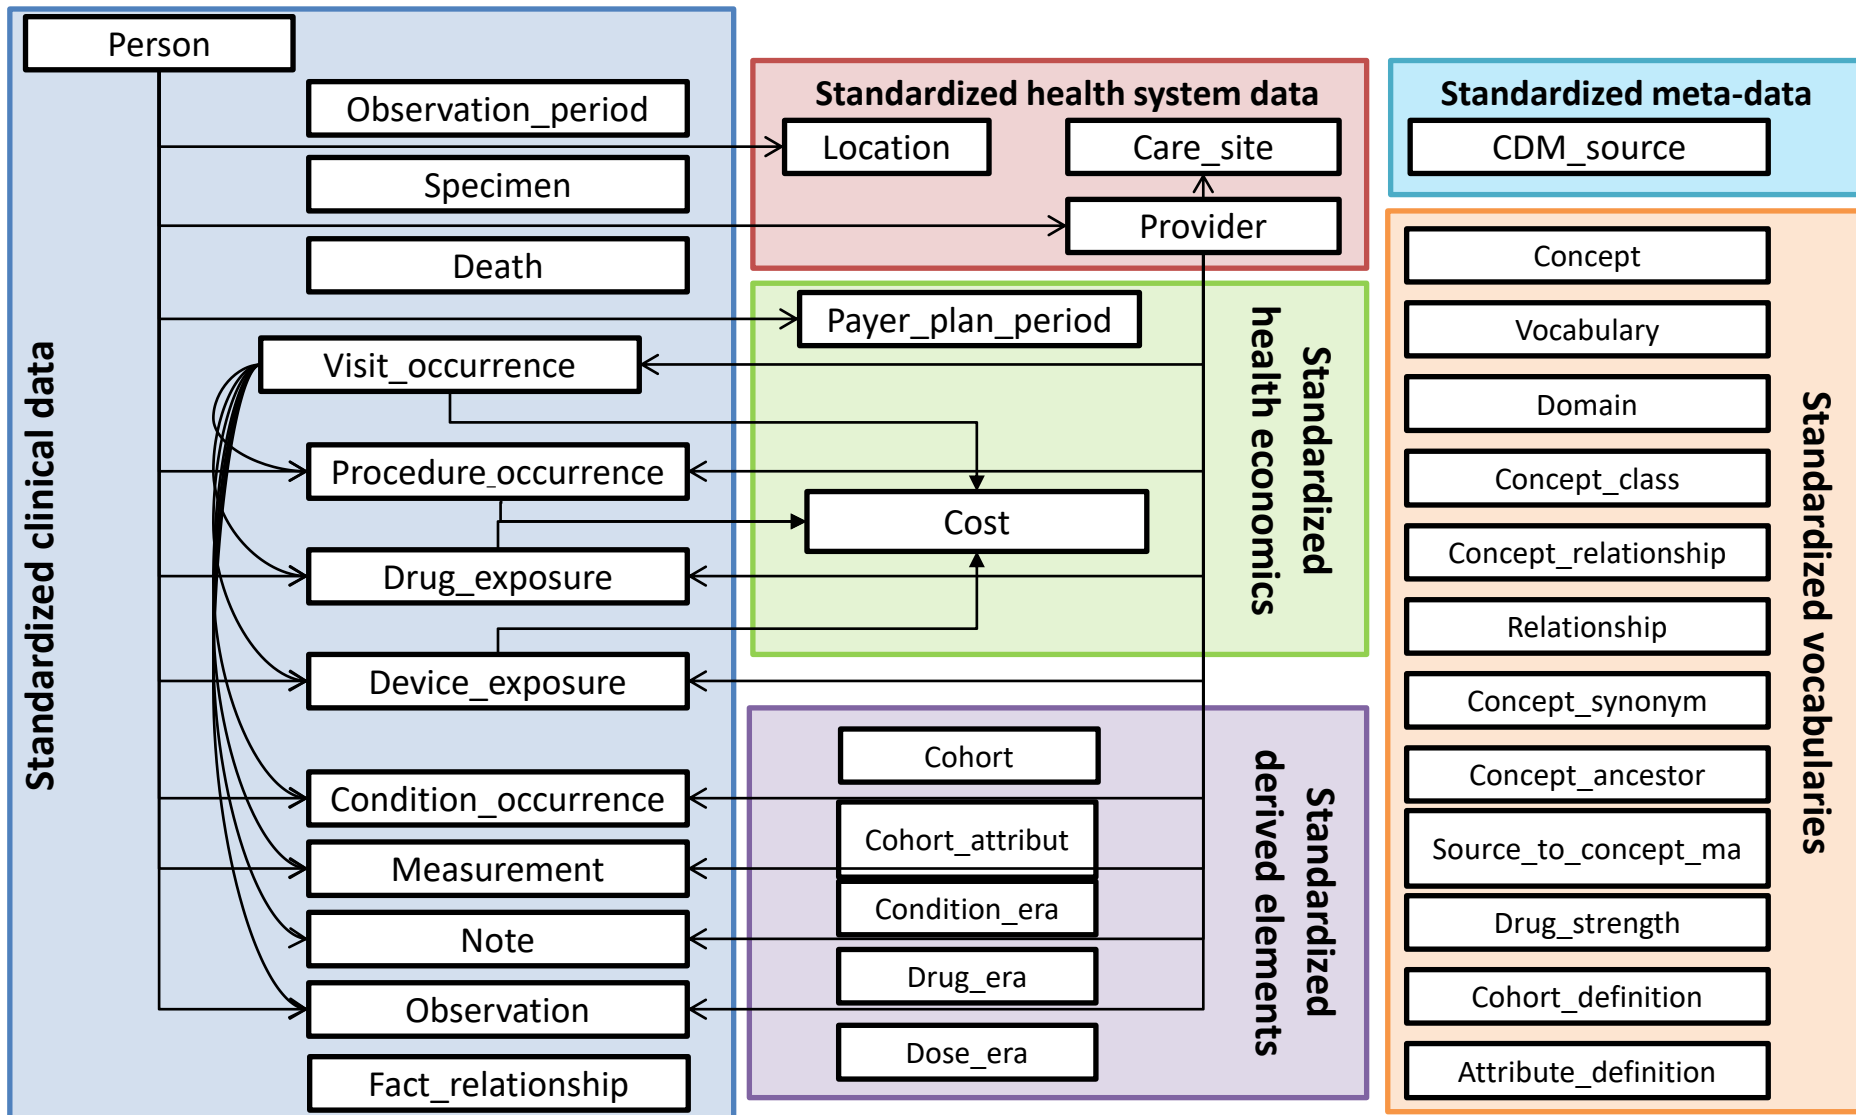 Person
Observation_period
Specimen
Death
Visit_occurrence
Procedure_occurrence
Drug_exposure
Device_exposure
Condition_occurrence
Measurement
Note
Observation
Fact_relationship
Standardized clinical data
Standardized health system data
Location
Care_site
Provider
Payer_plan_period
Cost
Standardized
health economics
Cohort
Cohort_attribut
Condition_era
Drug_era
Dose_era
Standardized
derived elements
Standardized meta-data
CDM_source
Concept
Vocabulary
Domain
Concept_class
Concept_relationship
Relationship
Concept_synonym
Concept_ancestor
Source_to_concept_ma
Drug_strength
Cohort_definition
Attribute_definition
Standardized vocabularies